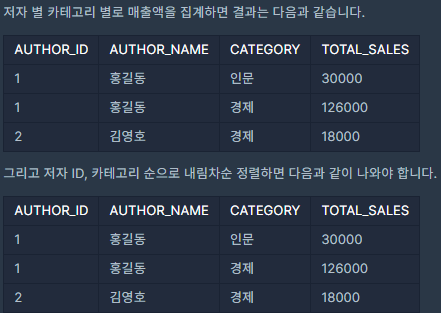 저자 별 카테고리 별로 매출액을 집계하면 결과는 다음과 같습니다.
AUTHOR_ID AUTHOR_NAME CATEGORY TOTAL_SALES
1 홍길동 인문 30000
1 홍길동 경제 126000
2 김영호 경제 18000
그리고 저자 ID, 카테고리 순으로 내림차순 정렬하면 다음과 같이 나와야 합니다.
AUTHOR_ID AUTHOR_NAME CATEGORY TOTAL_SALES
1 홍길동 인문 30000
1 홍길동 경제 126000
2 김영호 경제 18000